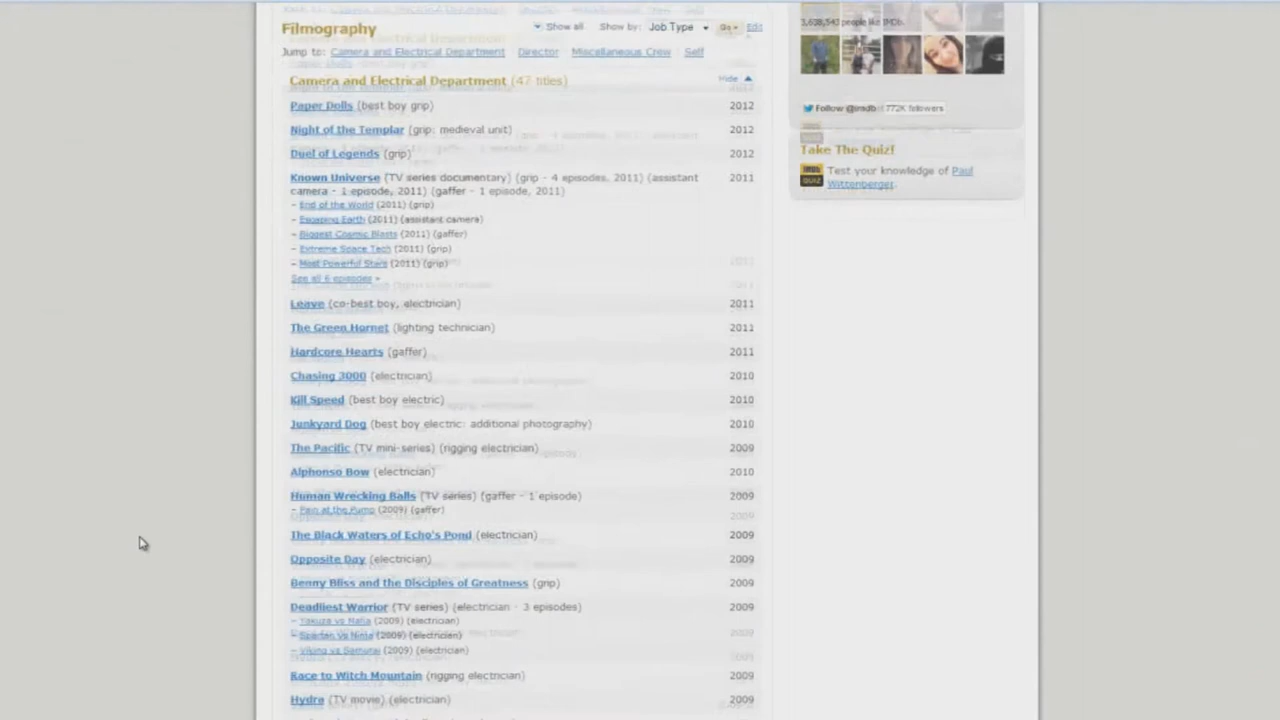 Filmography
Show all Show by: Job Type Go Edit
Jump to: Camera and Electrical Department Director Miscellaneous Crew Self
Camera and Electrical Department (47 titles) Hide
Paper Dolls (best boy grip) 2012
Night of the Templar (grip: medieval unit) 2012
Duel of Legends (grip) 2012
Known Universe (TV series documentary) (grip - 4 episodes, 2011) (assistant 2011
camera - 1 episode, 2011) (gaffer - 1 episode, 2011)
– End of the World (2011) (grip)
– Escaping Earth (2011) (assistant camera)
– Biggest Cosmic Blasts (2011) (gaffer)
– Extreme Space Tech (2011) (grip)
– Most Powerful Stars (2011) (grip)
See all 6 episodes »
Leave (co-best boy, electrician) 2011
The Green Hornet (lighting technician) 2011
Hardcore Hearts (gaffer) 2011
Chasing 3000 (electrician) 2010
Kill Speed (best boy electric) 2010
Junkyard Dog (best boy electric: additional photography) 2010
The Pacific (TV mini-series) (rigging electrician) 2009
Alphonso Bow (electrician) 2010
Human Wrecking Balls (TV series) (gaffer - 1 episode) 2009
– Pain at the Pump (2009) (gaffer)
The Black Waters of Echo's Pond (electrician) 2009
Opposite Day (electrician) 2009
Benny Bliss and the Disciples of Greatness (grip) 2009
Deadliest Warrior (TV series) (electrician - 3 episodes) 2009
– Yakuza vs Mafia (2009) (electrician)
– Spartan vs Ninja (2009) (electrician)
– Viking vs Samurai (2009) (electrician)
Race to Witch Mountain (rigging electrician) 2009
Hydra (TV movie) (electrician) 2009
3,638,543 people like IMDb.
Follow @imdb 772K followers
Take The Quiz!
QUIZ
Test your knowledge of Paul
Wittenberger.